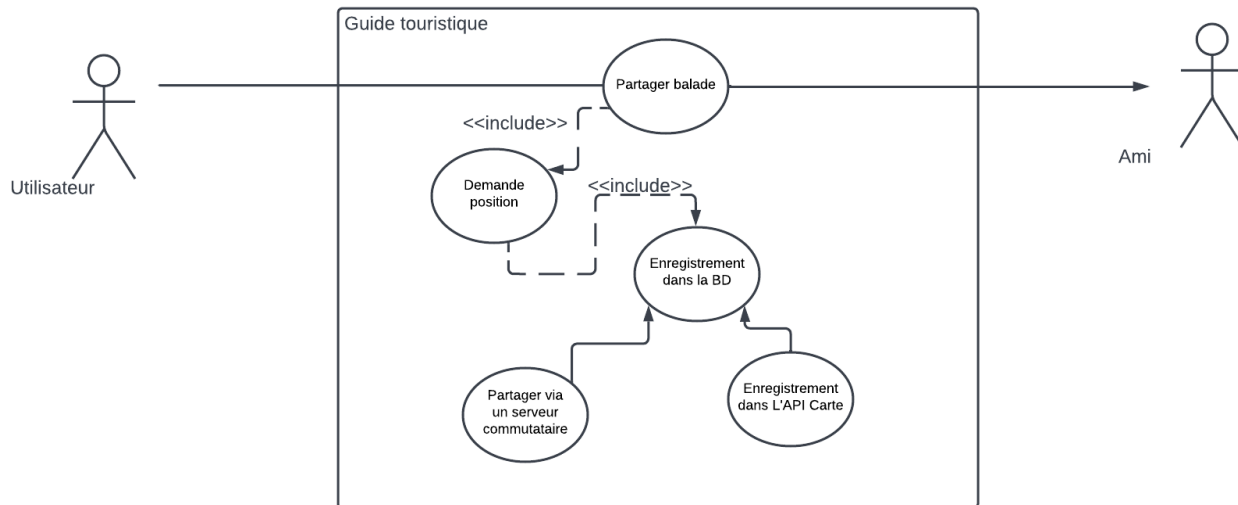 Guide touristique
Partager balade
<<include>>
Ami
Utilisateur
Demande
position
<<include>>
Enregistrement
dans la BD
Partager via
un serveur
commutataire
Enregistrement
dans L'API Carte